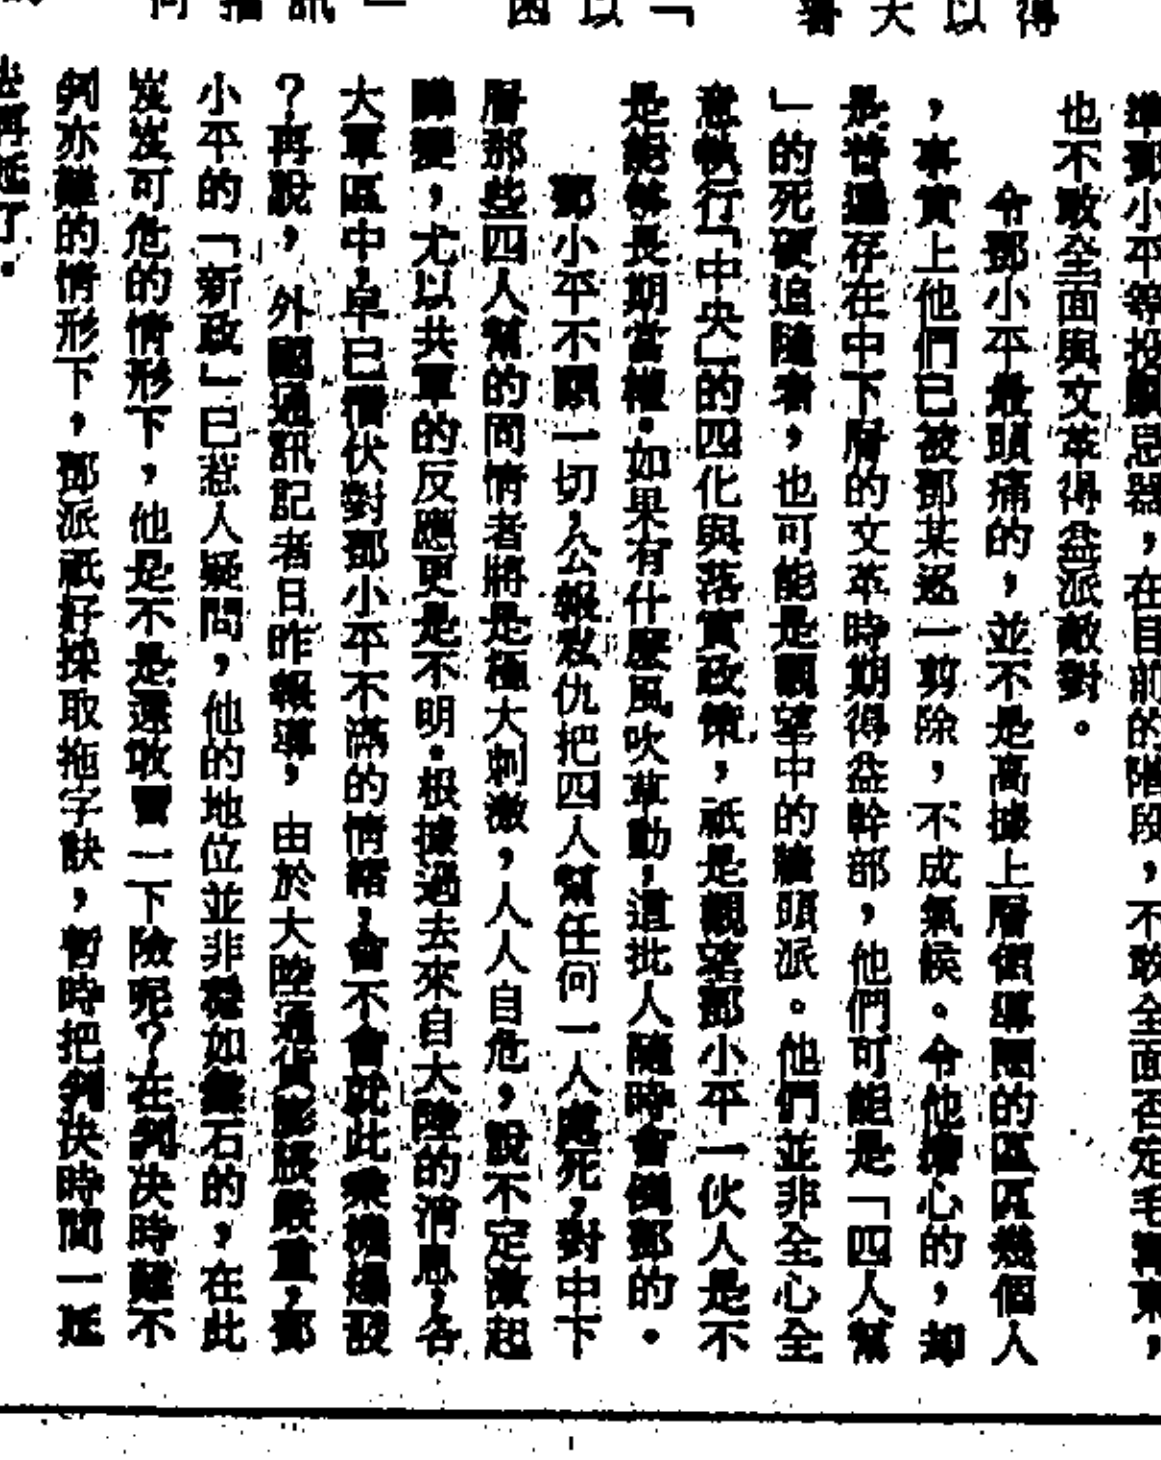 得
以
大
「
以
訊
準鄧小平等投鼠忌器，在目前的階段，不敢全面否定毛澤東，
也不敢全面與文革得益派敵對。
令鄧小平最頭痛的，並不是高據上層領導圈的區區幾個人
，事實上他們已被鄧某逐一剪除，不成氣候。令他擔心的，却
是普遍存在中下層的文革時期得益幹部，他們可能是「四人幫
」的死硬追隨者，也可能是觀望中的牆頭派。他們並非全心全
意執行「中央」的四化與落實政策，祇是觀望鄧小平一伙人是不
是能够長期當權。如果有什麼風吹草動，這批人隨時會倒鄧的。
鄧小平不顧一切，公報私仇把四人幫任何一人處死，對中下
層那些四人幫的同情者將是極大刺激，人人自危，說不定激起
譁變，尤以共軍的反應更是不明。根據過去來自大陸的消息，各
大軍區中，早已潛伏對鄧小平不滿的情緒，會不會就此乘機爆發
？再說，外國通訊記者日昨報導，由於大陸通貨膨脹嚴重，鄧
小平的「新政」已惹人疑問，他的地位並非穩如盤石的，在此
岌岌可危的情形下，他是不是還敢冒一下險呢？在判決時難不
判亦難的情形下，鄧派祇好採取拖字訣，暫時把判決時間一延
再延了。